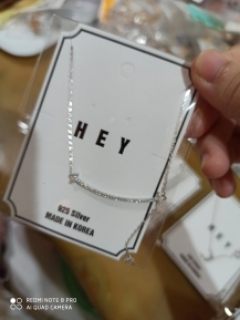 HEY
925 Silver
MADE IN KOREA
REDMI NOTE 8 PRO
AI QUAD CAMERA